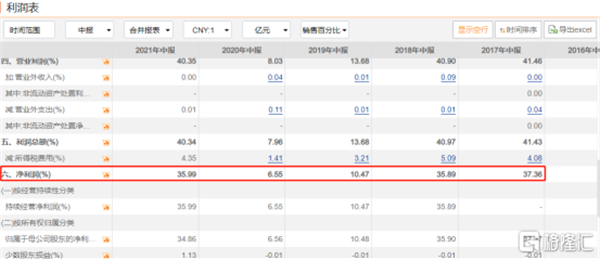 利润表
时间范围 中报 合并报表 CNY:1 亿元 销售百分比 显示空行 时间排序 导出excel
2021年中报 2020年中报 2019年中报 2018年中报 2017年中报 2016年
四、营业利润(%) 40.35 8.03 13.68 40.90 41.46
加:营业外收入(%) 0.00 0.04 0.01 0.09 0.00
其中:非流动资产处置利... - - - - 0.00
减:营业外支出(%) 0.01 0.11 0.01 0.01 0.04
其中:非流动资产处置净... - - - - 0.00
五、利润总额(%) 40.34 7.96 13.68 40.97 41.43
减:所得税费用(%) 4.35 1.41 3.21 5.09 4.08
六、净利润(%) 35.99 6.55 10.47 35.89 37.36
(一)按经营持续性分类
持续经营净利润(%) 35.99 6.55 10.47 35.89 -
(二)按所有权归属分类
归属于母公司股东的净利... 34.86 6.56 10.48 35.90
少数股东损益(%) 1.13 -0.01 -0.01 -0.01
格隆汇